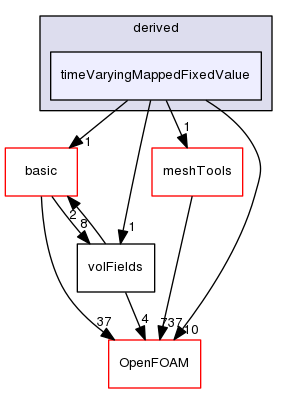 derived
timeVaryingMappedFixedValue
1
1
basic
meshTools
2
8
1
volFields
37
4
737
10
OpenFOAM